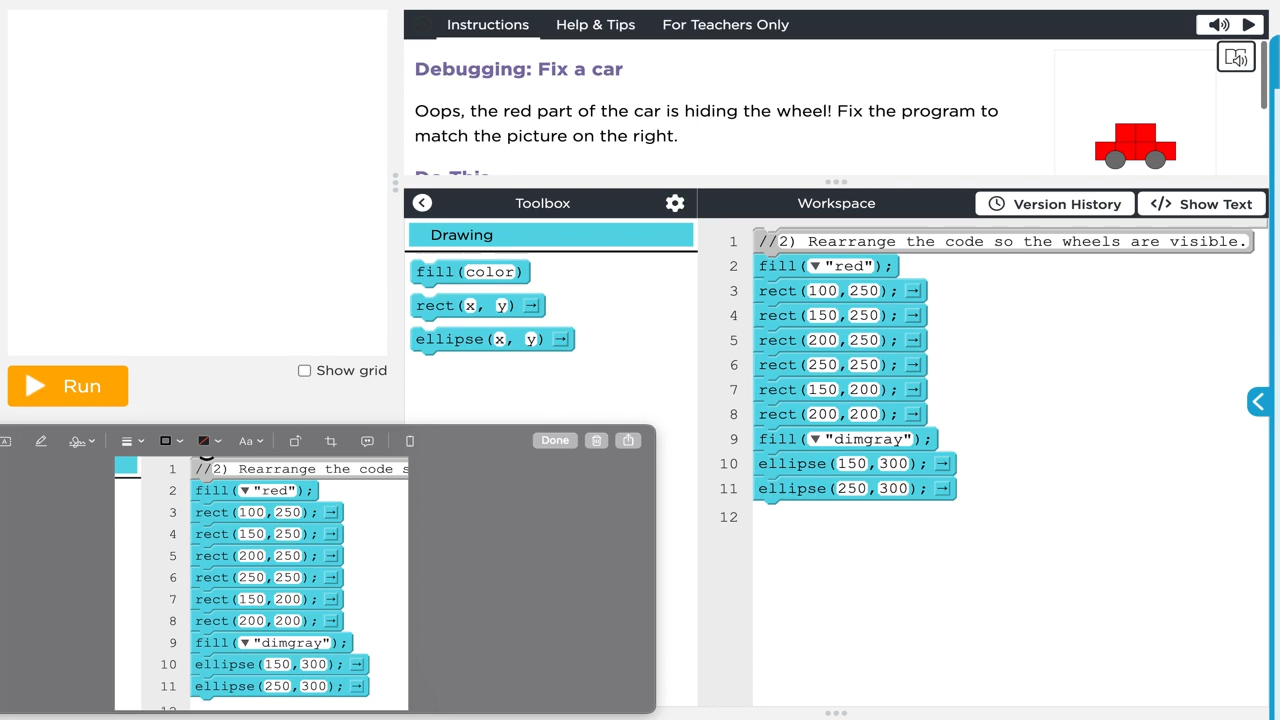 Instructions Help & Tips For Teachers Only
Debugging: Fix a car
Oops, the red part of the car is hiding the wheel! Fix the program to
match the picture on the right.
Do This
Toolbox
Workspace
Version History
</> Show Text
Drawing
fill(color)
rect(x, y)
ellipse(x, y)
1 //2) Rearrange the code so the wheels are visible.
2 fill(▼"red");
3 rect(100,250); →
4 rect(150,250); →
5 rect(200,250); →
6 rect(250,250); →
7 rect(150,200); →
8 rect(200,200); →
9 fill(▼"dimgray");
10 ellipse(150,300); →
11 ellipse(250,300); →
12
Show grid
Run
Aa
Done
1 //2) Rearrange the code s
2 fill(▼"red");
3 rect(100,250); →
4 rect(150,250); →
5 rect(200,250); →
6 rect(250,250); →
7 rect(150,200); →
8 rect(200,200); →
9 fill(▼"dimgray");
10 ellipse(150,300); →
11 ellipse(250,300); →
12